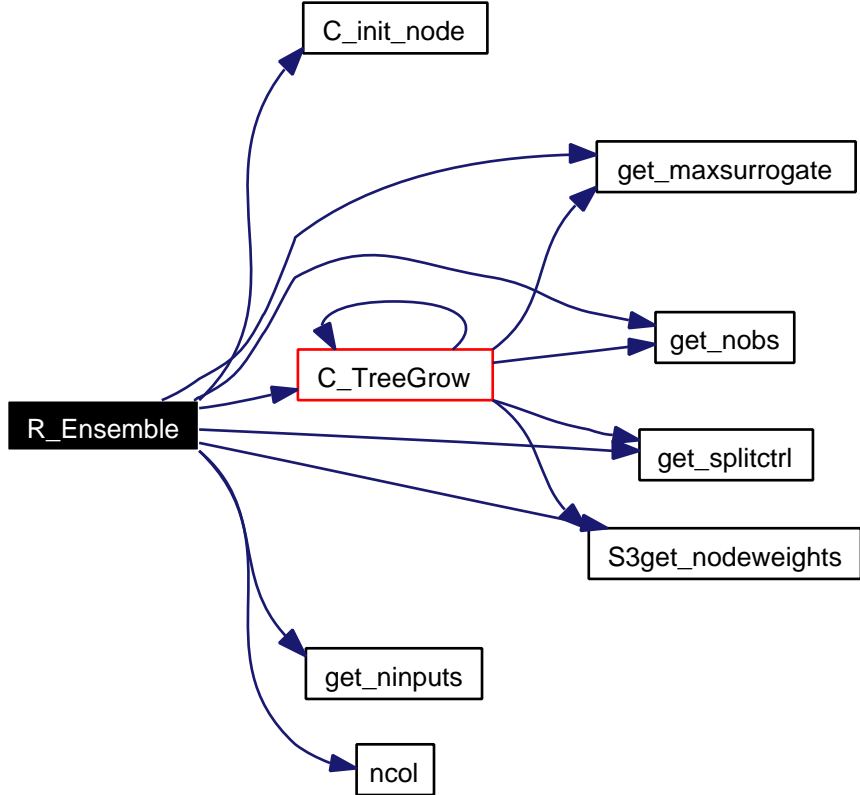 C_init_node
get_maxsurrogate
get_nobs
C_TreeGrow
R_Ensemble
get_splitctrl
S3get_nodeweights
get_ninputs
ncol